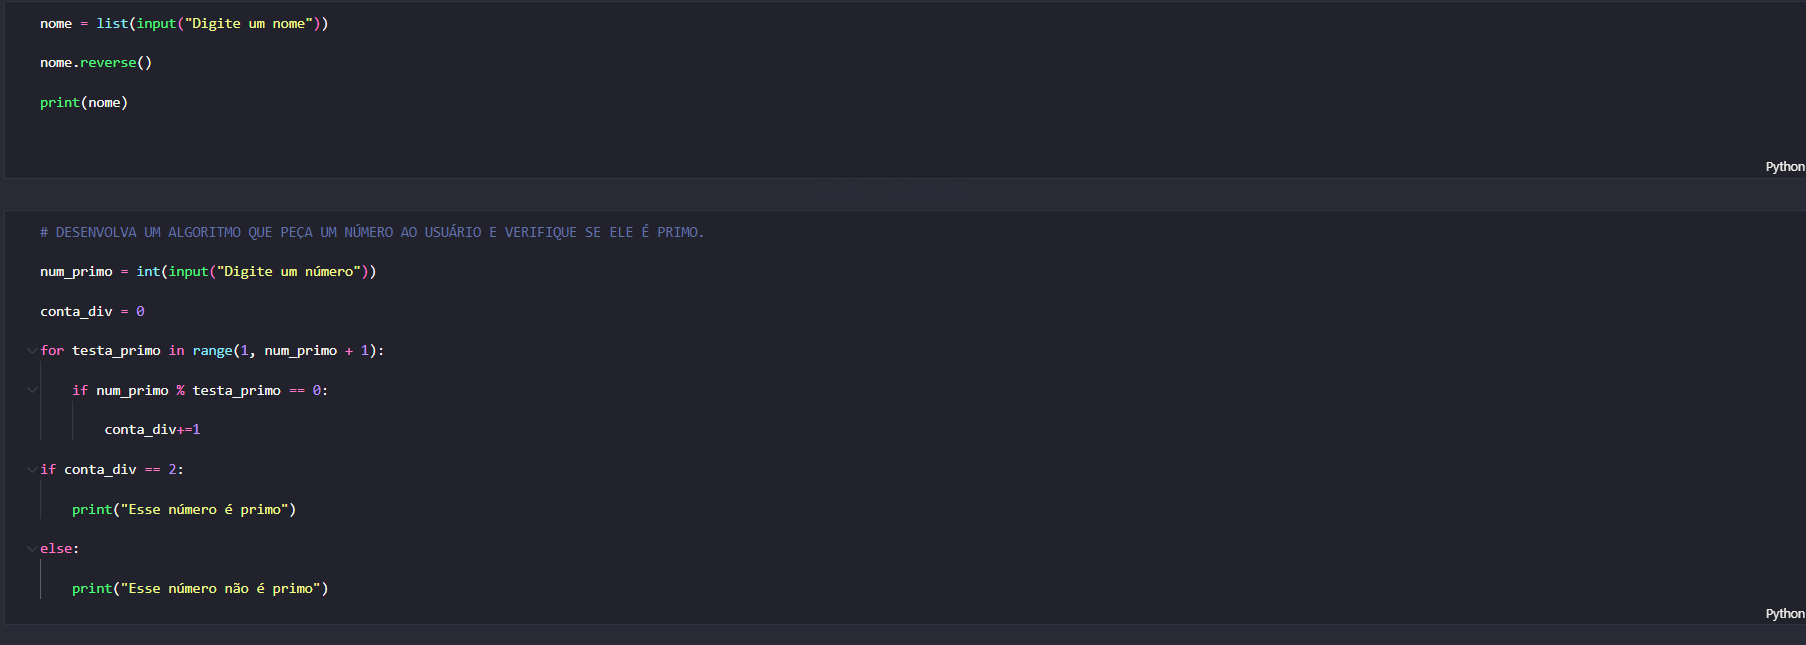 nome = list(input("Digite um nome"))
nome.reverse()
print(nome)
Python
# DESENVOLVA UM ALGORITMO QUE PEÇA UM NÚMERO AO USUÁRIO E VERIFIQUE SE ELE É PRIMO.
num_primo = int(input("Digite um número"))
conta_div = 0
for testa_primo in range(1, num_primo + 1):
if num_primo % testa_primo == 0:
conta_div+=1
if conta_div == 2:
print("Esse número é primo")
else:
print("Esse número não é primo")
Python